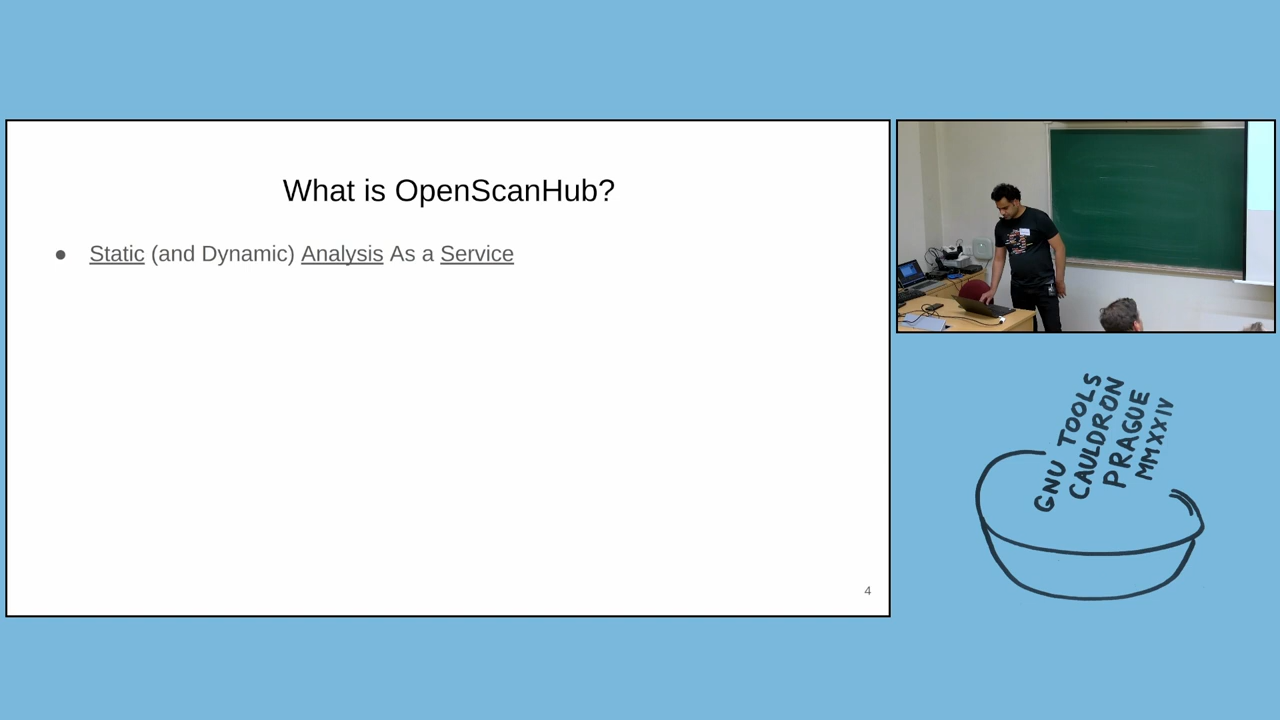 What is OpenScanHub?
● Static (and Dynamic) Analysis As a Service
4
GNU TOOLS
CAULDRON
PRAGUE
MMXXIV